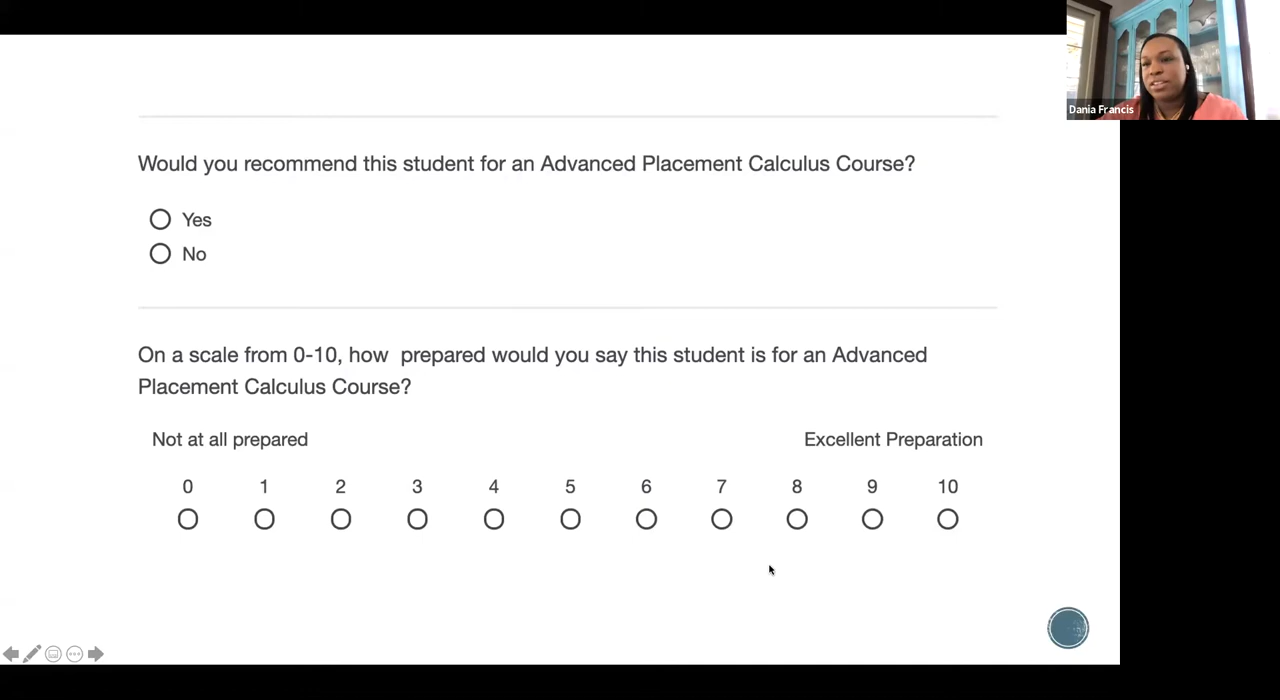 Dania Francis
Would you recommend this student for an Advanced Placement Calculus Course?
Yes
No
On a scale from 0-10, how  prepared would you say this student is for an Advanced
Placement Calculus Course?
Not at all prepared Excellent Preparation
0 1 2 3 4 5 6 7 8 9 10